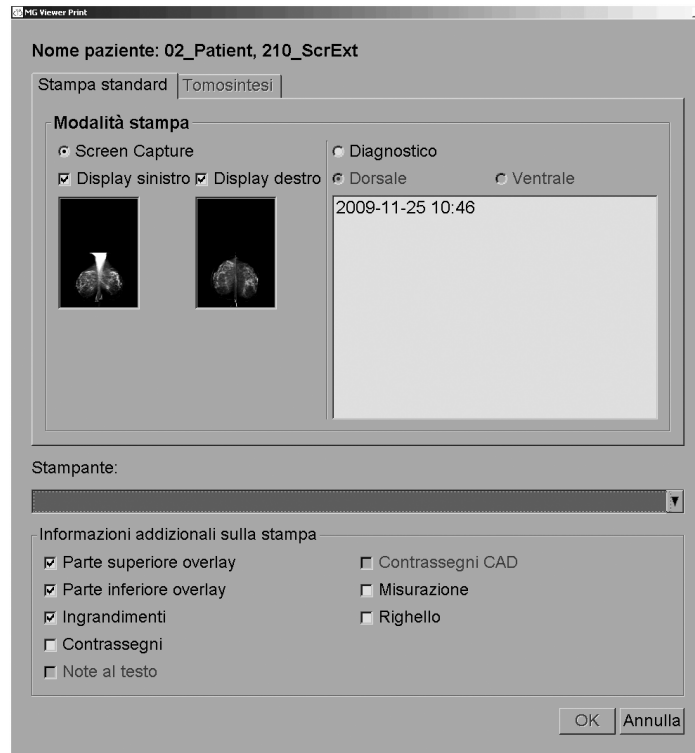 MG Viewer Print
Nome paziente: 02_Patient, 210_ScrExt
Stampa standard Tomosintesi
Modalità stampa
Screen Capture
Display sinistro Display destro
Diagnostico
Dorsale Ventrale
2009-11-25 10:46
Stampante:
Informazioni addizionali sulla stampa
Parte superiore overlay
Parte inferiore overlay
Ingrandimenti
Contrassegni
Note al testo
Contrassegni CAD
Misurazione
Righello
OK Annulla